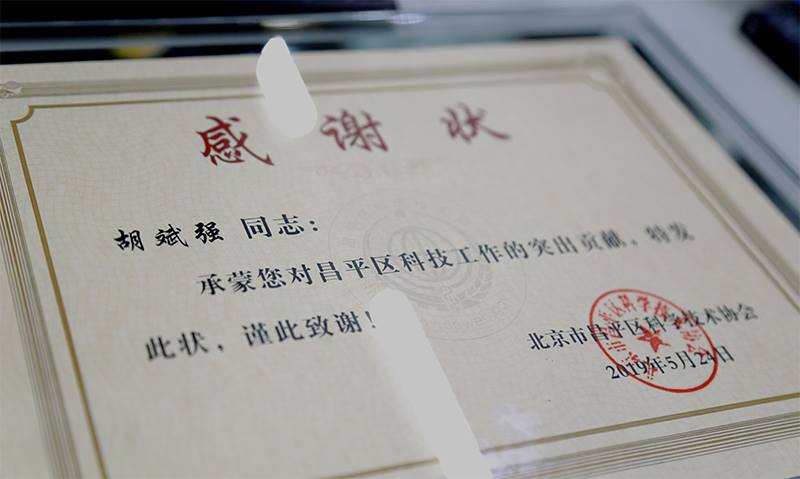 感谢状
胡斌强 同志：
承蒙您对昌平区科技工作的突出贡献，特发
此状，谨此致谢！
北京市昌平区科学技术协会
2019年5月24日